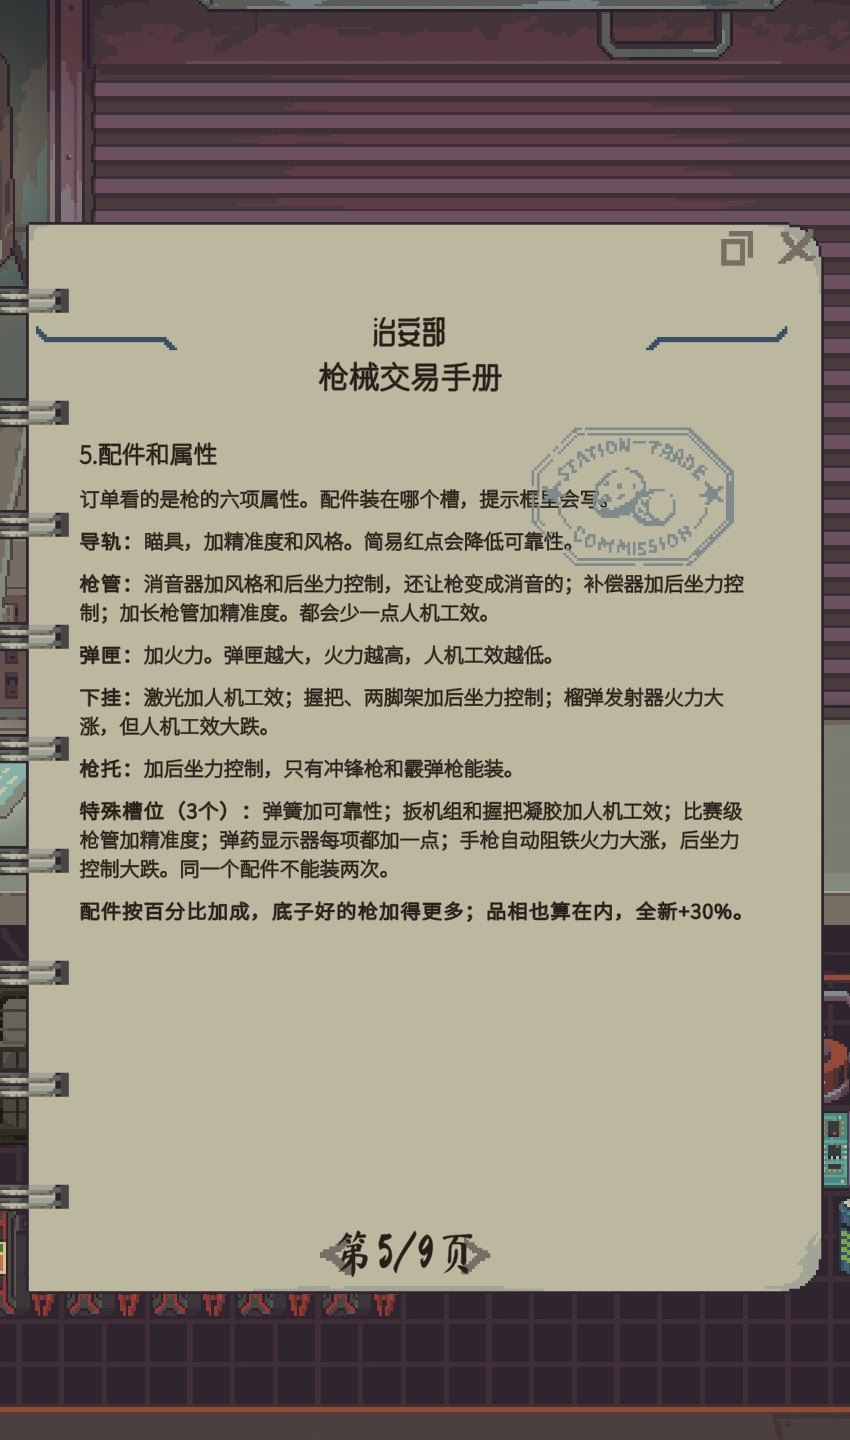 治安部
枪械交易手册
5.配件和属性
STATION-TRADE
COMMISSION
订单看的是枪的六项属性。配件装在哪个槽，提示框里会写。
导轨：瞄具，加精准度和风格。简易红点会降低可靠性。
枪管：消音器加风格和后坐力控制，还让枪变成消音的；补偿器加后坐力控
制；加长枪管加精准度。都会少一点人机工效。
弹匣：加火力。弹匣越大，火力越高，人机工效越低。
下挂：激光加人机工效；握把、两脚架加后坐力控制；榴弹发射器火力大
涨，但人机工效大跌。
枪托：加后坐力控制，只有冲锋枪和霰弹枪能装。
特殊槽位（3个）：弹簧加可靠性；扳机组和握把凝胶加人机工效；比赛级
枪管加精准度；弹药显示器每项都加一点；手枪自动阻铁火力大涨，后坐力
控制大跌。同一个配件不能装两次。
配件按百分比加成，底子好的枪加得更多；品相也算在内，全新+30%。
第5/9页